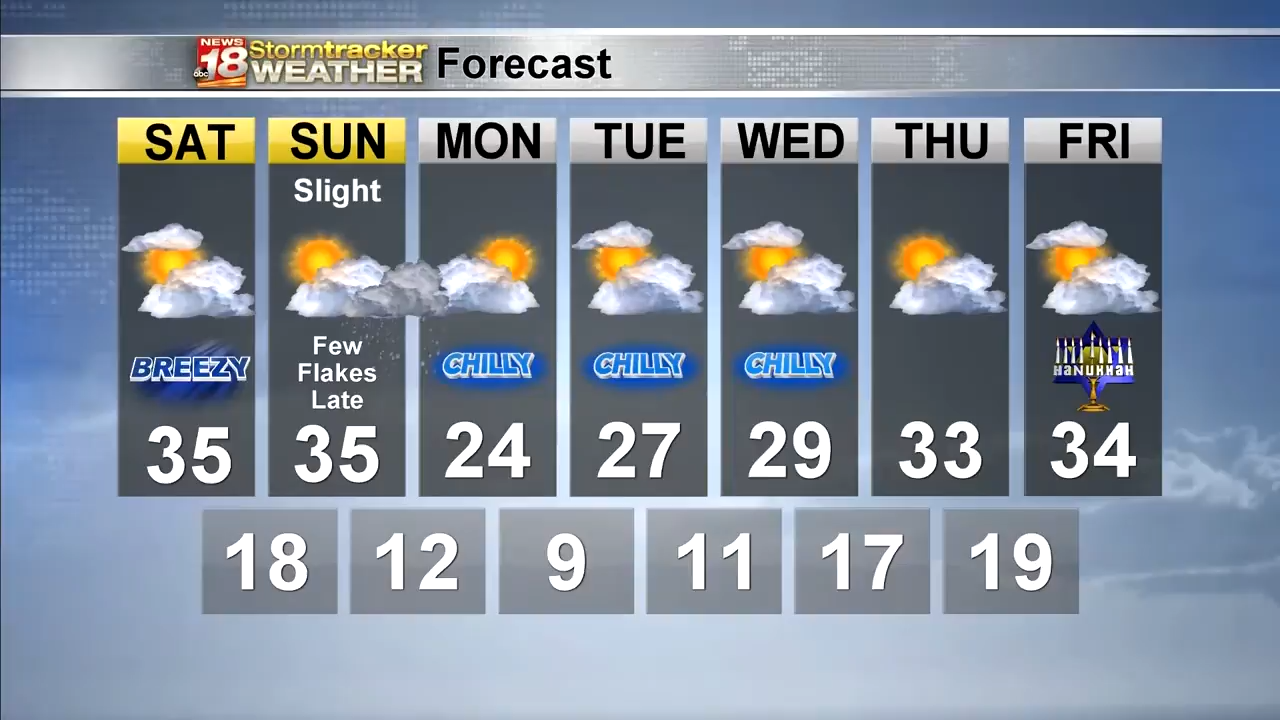 NEWS
abc 18
Stormtracker
WEATHER
Forecast
SAT SUN MON TUE WED THU FRI
Slight
BREEZY
Few
Flakes
Late
CHILLY CHILLY CHILLY
HANUKKAH
35 35 24 27 29 33 34
18 12 9 11 17 19